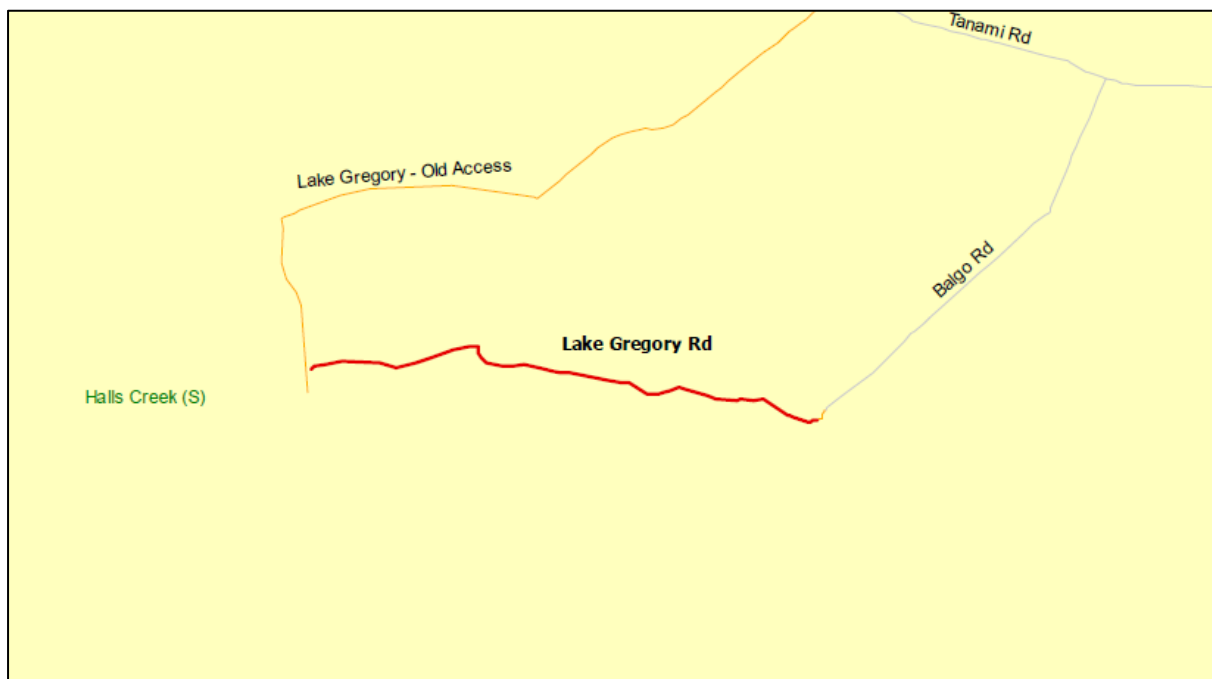 Tanami Rd
Lake Gregory - Old Access
Balgo Rd
Lake Gregory Rd
Halls Creek (S)